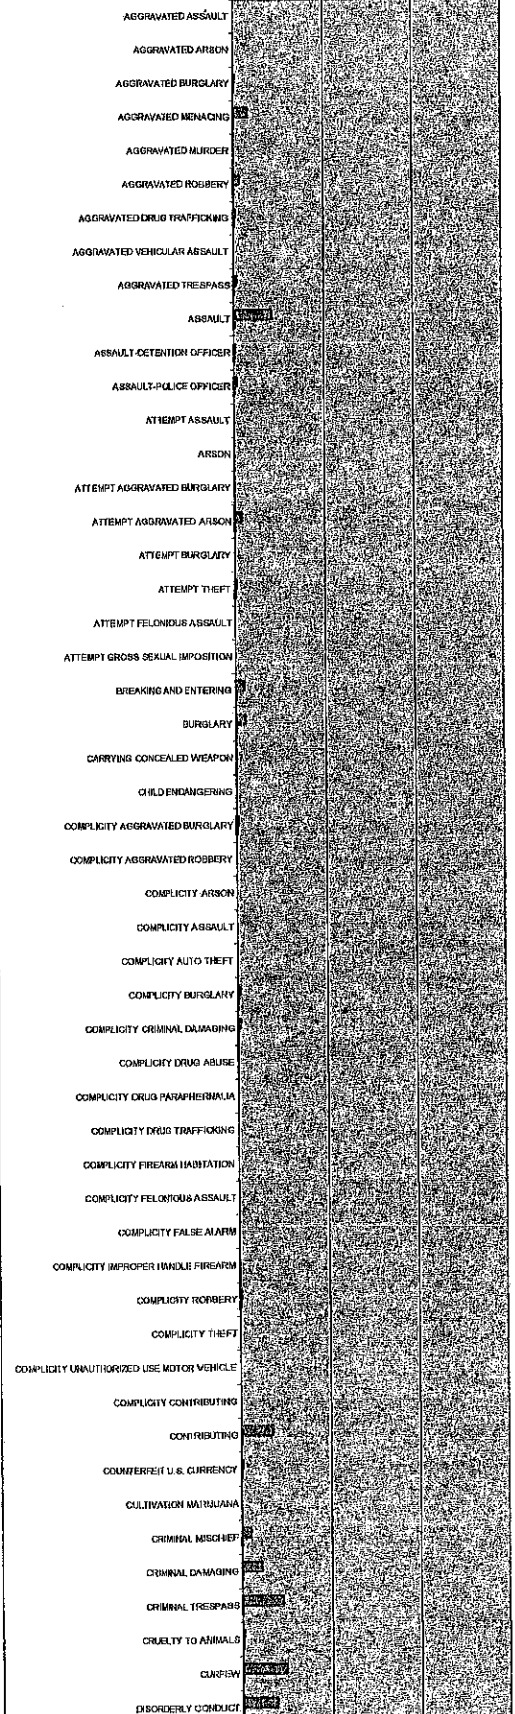 AGGRAVATED ASSAULT
AGGRAVATED ARSON
AGGRAVATED BURGLARY
AGGRAVATED MENACING
AGGRAVATED MURDER
AGGRAVATED ROBBERY
AGGRAVATED DRUG TRAFFICKING
AGGRAVATED VEHICULAR ASSAULT
AGGRAVATED TRESPASS
ASSAULT
ASSAULT-DETENTION OFFICER
ASSAULT-POLICE OFFICER
ATTEMPT ASSAULT
ARSON
ATTEMPT AGGRAVATED BURGLARY
ATTEMPT AGGRAVATED ARSON
ATTEMPT BURGLARY
ATTEMPT THEFT
ATTEMPT FELONIOUS ASSAULT
ATTEMPT GROSS SEXUAL IMPOSITION
BREAKING AND ENTERING
BURGLARY
CARRYING CONCEALED WEAPON
CHILD ENDANGERING
COMPLICITY AGGRAVATED BURGLARY
COMPLICITY AGGRAVATED ROBBERY
COMPLICITY ARSON
COMPLICITY ASSAULT
COMPLICITY AUTO THEFT
COMPLICITY BURGLARY
COMPLICITY CRIMINAL DAMAGING
COMPLICITY DRUG ABUSE
COMPLICITY DRUG PARAPHERNALIA
COMPLICITY DRUG TRAFFICKING
COMPLICITY FIREARM HABITATION
COMPLICITY FELONIOUS ASSAULT
COMPLICITY FALSE ALARM
COMPLICITY IMPROPER HANDLE FIREARM
COMPLICITY ROBBERY
COMPLICITY THEFT
COMPLICITY UNAUTHORIZED USE MOTOR VEHICLE
COMPLICITY CONTRIBUTING
CONTRIBUTING
COUNTERFEIT U.S. CURRENCY
CULTIVATION MARIJUANA
CRIMINAL MISCHIEF
CRIMINAL DAMAGING
CRIMINAL TRESPASS
CRUELTY TO ANIMALS
CURFEW
DISORDERLY CONDUCT